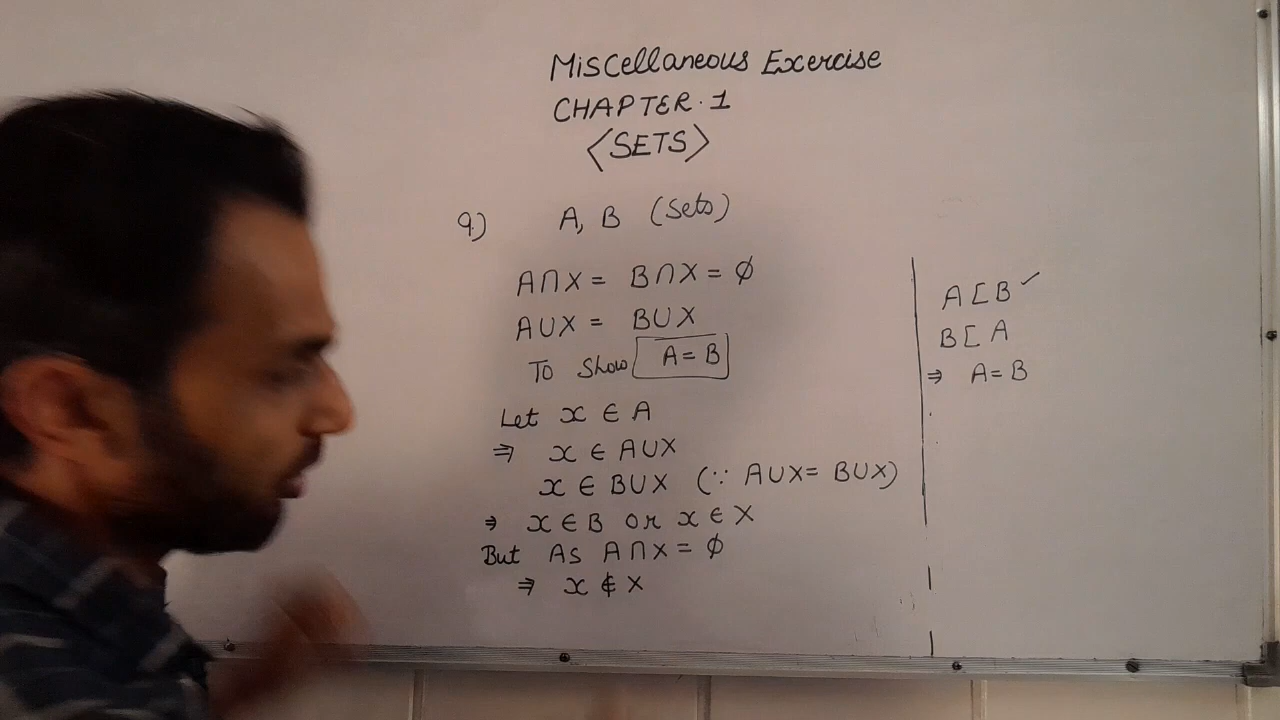 Miscellaneous Exercise
CHAPTER.1
<SETS>
9.) A, B (Sets)
A∩X = B∩X = ϕ
A∪X = B∪X
To Show A=B
Let x ∈ A
⇒ x ∈ A∪X
x ∈ B∪X (∵ A∪X= B∪X)
⇒ x ∈ B or x ∈ X
But As A∩X = ϕ
⇒ x ∉ X
A ⊏ B ✓
B ⊏ A
⇒ A=B